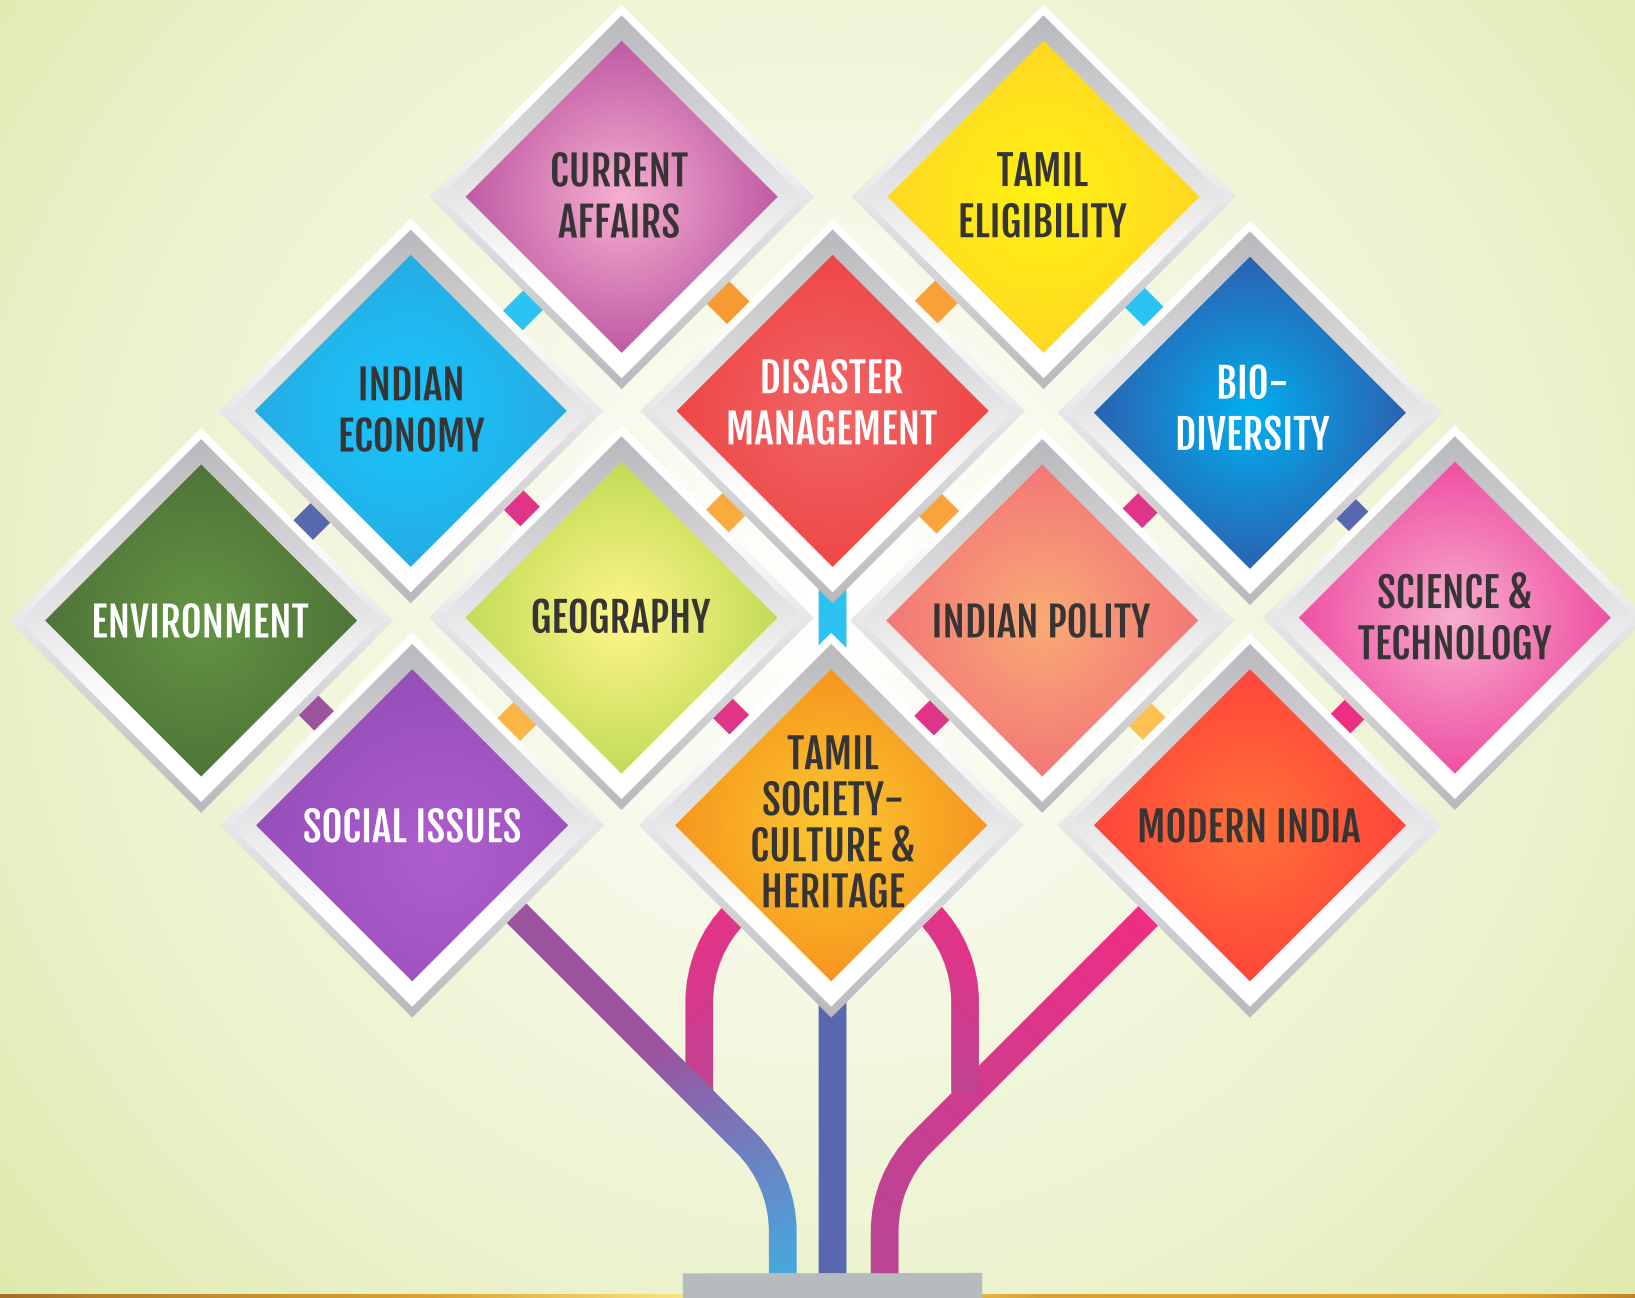 CURRENT
AFFAIRS
TAMIL
ELIGIBILITY
INDIAN
ECONOMY
DISASTER
MANAGEMENT
BIO-
DIVERSITY
ENVIRONMENT
GEOGRAPHY
INDIAN POLITY
SCIENCE &
TECHNOLOGY
SOCIAL ISSUES
TAMIL
SOCIETY-
CULTURE &
HERITAGE
MODERN INDIA